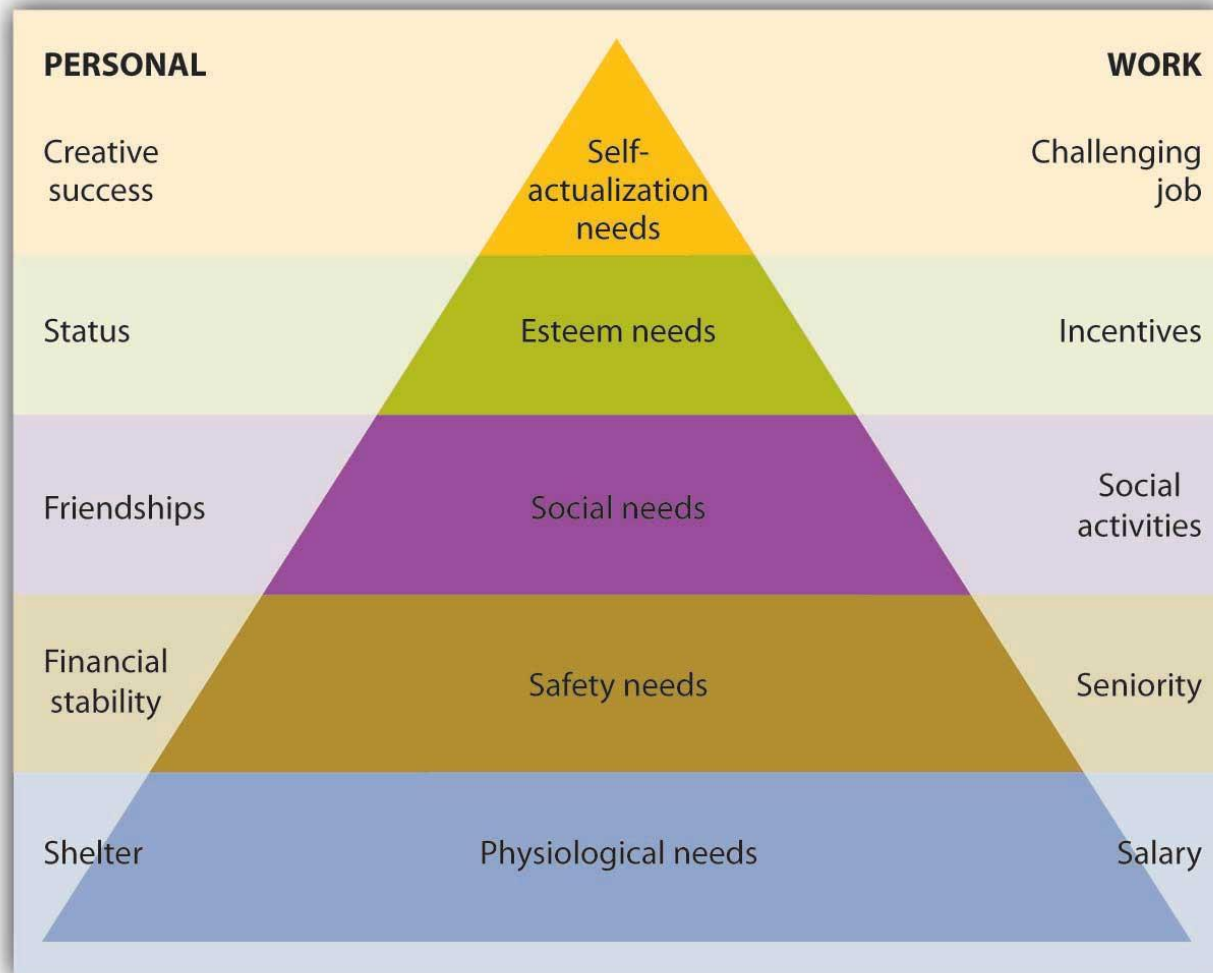 PERSONAL
WORK
Creative
success
Self-
actualization
needs
Challenging
job
Status
Esteem needs
Incentives
Friendships
Social needs
Social
activities
Financial
stability
Safety needs
Seniority
Shelter
Physiological needs
Salary